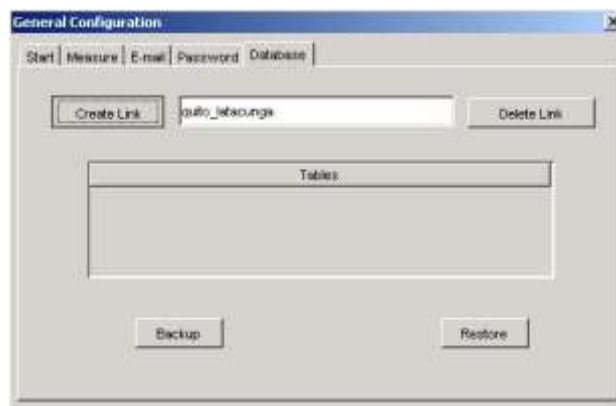 General Configuration
Start Measure E-mail Password Database
Create Link quito_latacunga Delete Link
Tables
Backup Restore